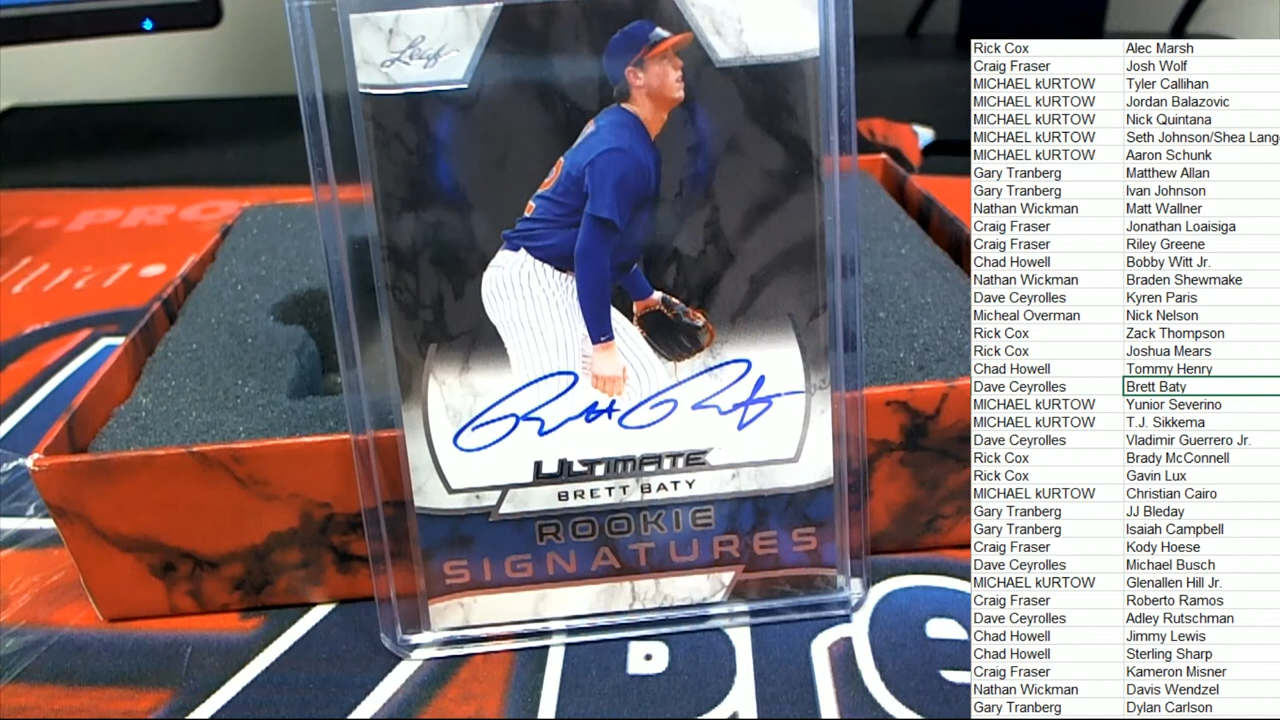 Leaf
Brett Baty
ULTIMATE
BRETT BATY
ROOKIE
SIGNATURES
PRO
Rick Cox Alec Marsh
Craig Fraser Josh Wolf
MICHAEL kURTOW Tyler Callihan
MICHAEL kURTOW Jordan Balazovic
MICHAEL kURTOW Nick Quintana
MICHAEL kURTOW Seth Johnson/Shea Lang
MICHAEL kURTOW Aaron Schunk
Gary Tranberg Matthew Allan
Gary Tranberg Ivan Johnson
Nathan Wickman Matt Wallner
Craig Fraser Jonathan Loaisiga
Craig Fraser Riley Greene
Chad Howell Bobby Witt Jr.
Nathan Wickman Braden Shewmake
Dave Ceyrolles Kyren Paris
Micheal Overman Nick Nelson
Rick Cox Zack Thompson
Rick Cox Joshua Mears
Chad Howell Tommy Henry
Dave Ceyrolles Brett Baty
MICHAEL kURTOW Yunior Severino
MICHAEL kURTOW T.J. Sikkema
Dave Ceyrolles Vladimir Guerrero Jr.
Rick Cox Brady McConnell
Rick Cox Gavin Lux
MICHAEL kURTOW Christian Cairo
Gary Tranberg JJ Bleday
Gary Tranberg Isaiah Campbell
Craig Fraser Kody Hoese
Dave Ceyrolles Michael Busch
MICHAEL kURTOW Glenallen Hill Jr.
Craig Fraser Roberto Ramos
Dave Ceyrolles Adley Rutschman
Chad Howell Jimmy Lewis
Chad Howell Sterling Sharp
Craig Fraser Kameron Misner
Nathan Wickman Davis Wendzel
Gary Tranberg Dylan Carlson